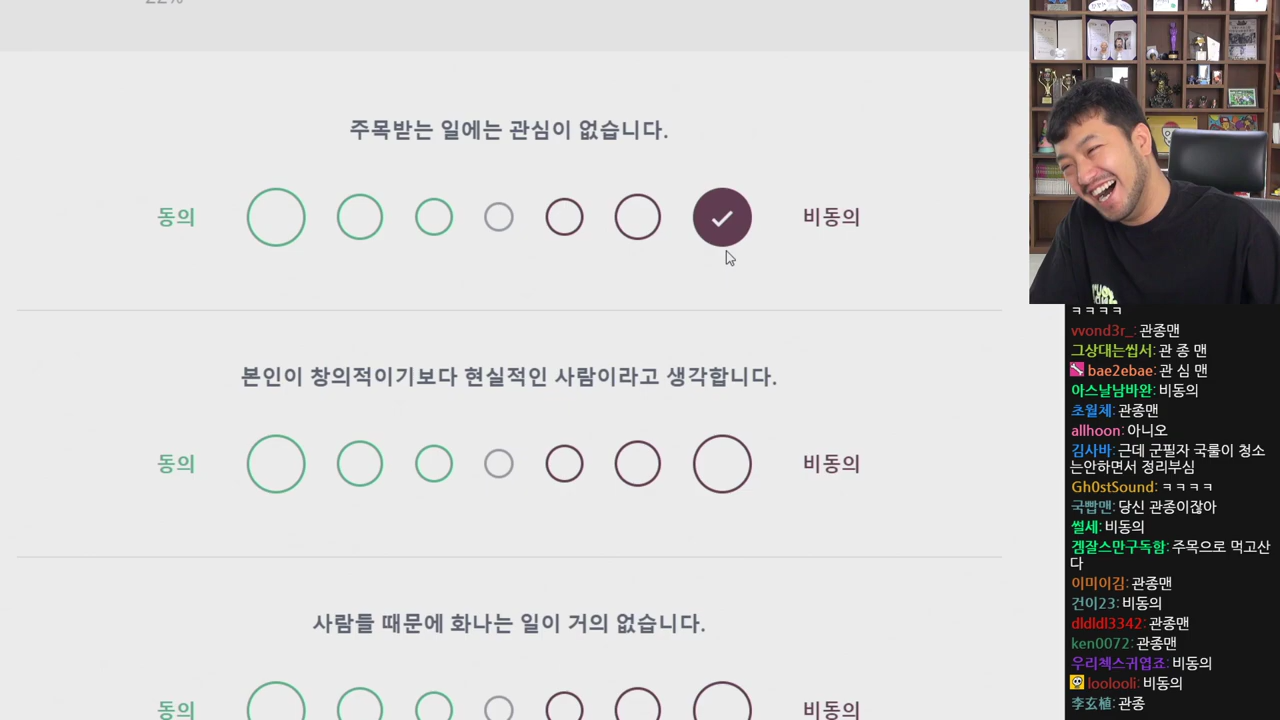 22%
주목받는 일에는 관심이 없습니다.
동의
비동의
본인이 창의적이기보다 현실적인 사람이라고 생각합니다.
동의
비동의
사람들 때문에 화나는 일이 거의 없습니다.
동의
비동의
ㅋㅋㅋㅋ
vvond3r_: 관종맨
그상대는씹서: 관 종 맨
bae2ebae: 관 심 맨
아스날남바완: 비동의
초월체: 관종맨
allhoon: 아니오
김사바: 근데 군필자 국룰이 청소
는안하면서 정리부심
Gh0stSound: ㅋㅋㅋㅋ
국빱맨: 당신 관종이잖아
썰세: 비동의
겜잘스만구독함: 주목으로 먹고산
다
이미이김: 관종맨
건이23: 비동의
dldldl3342: 관종맨
ken0072: 관종맨
우리체스귀엽죠: 비동의
loolooli: 비동의
李玄植: 관종